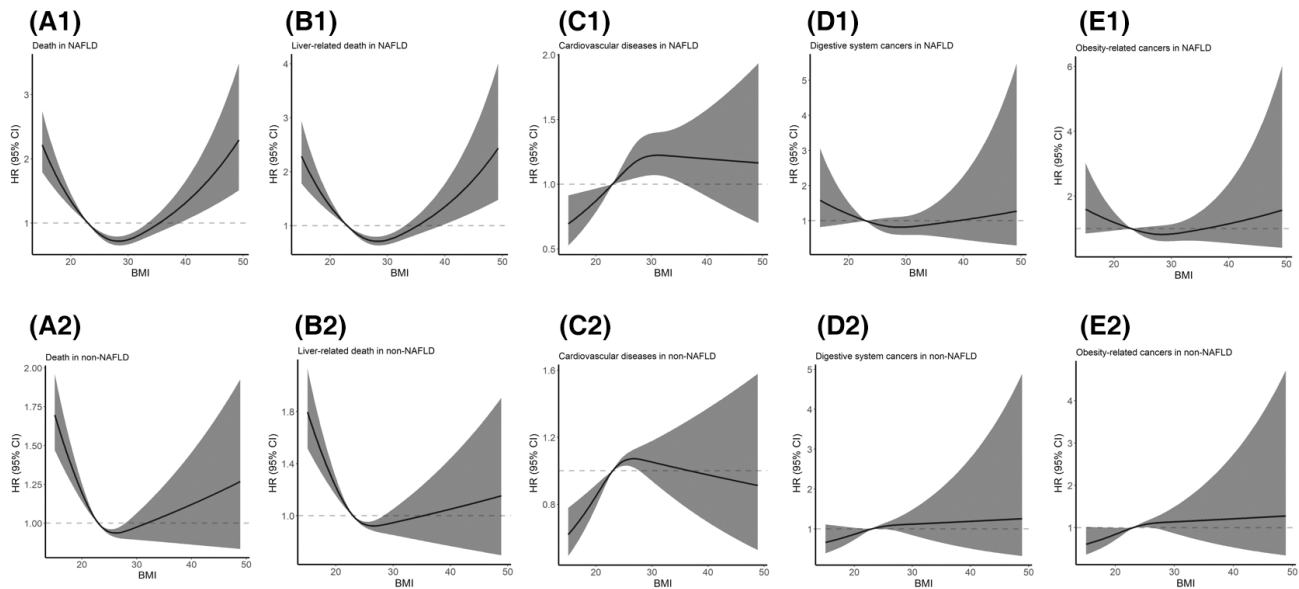 (A1)
Death in NAFLD
HR (95% CI)
3
2
1
20
30
40
50
BMI
(B1)
Liver-related death in NAFLD
HR (95% CI)
4
3
2
1
20
30
40
50
BMI
(C1)
Cardiovascular diseases in NAFLD
HR (95% CI)
2.0
1.5
1.0
0.5
20
30
40
50
BMI
(D1)
Digestive system cancers in NAFLD
HR (95% CI)
5
4
3
2
1
20
30
40
50
BMI
(E1)
Obesity-related cancers in NAFLD
HR (95% CI)
6
4
2
20
30
40
50
BMI
(A2)
Death in non-NAFLD
HR (95% CI)
2.00
1.75
1.50
1.25
1.00
20
30
40
50
BMI
(B2)
Liver-related death in non-NAFLD
HR (95% CI)
1.8
1.4
1.0
20
30
40
50
BMI
(C2)
Cardiovascular diseases in non-NAFLD
HR (95% CI)
1.6
1.2
0.8
20
30
40
50
BMI
(D2)
Digestive system cancers in non-NAFLD
HR (95% CI)
5
4
3
2
1
20
30
40
50
BMI
(E2)
Obesity-related cancers in non-NAFLD
HR (95% CI)
4
3
2
1
20
30
40
50
BMI